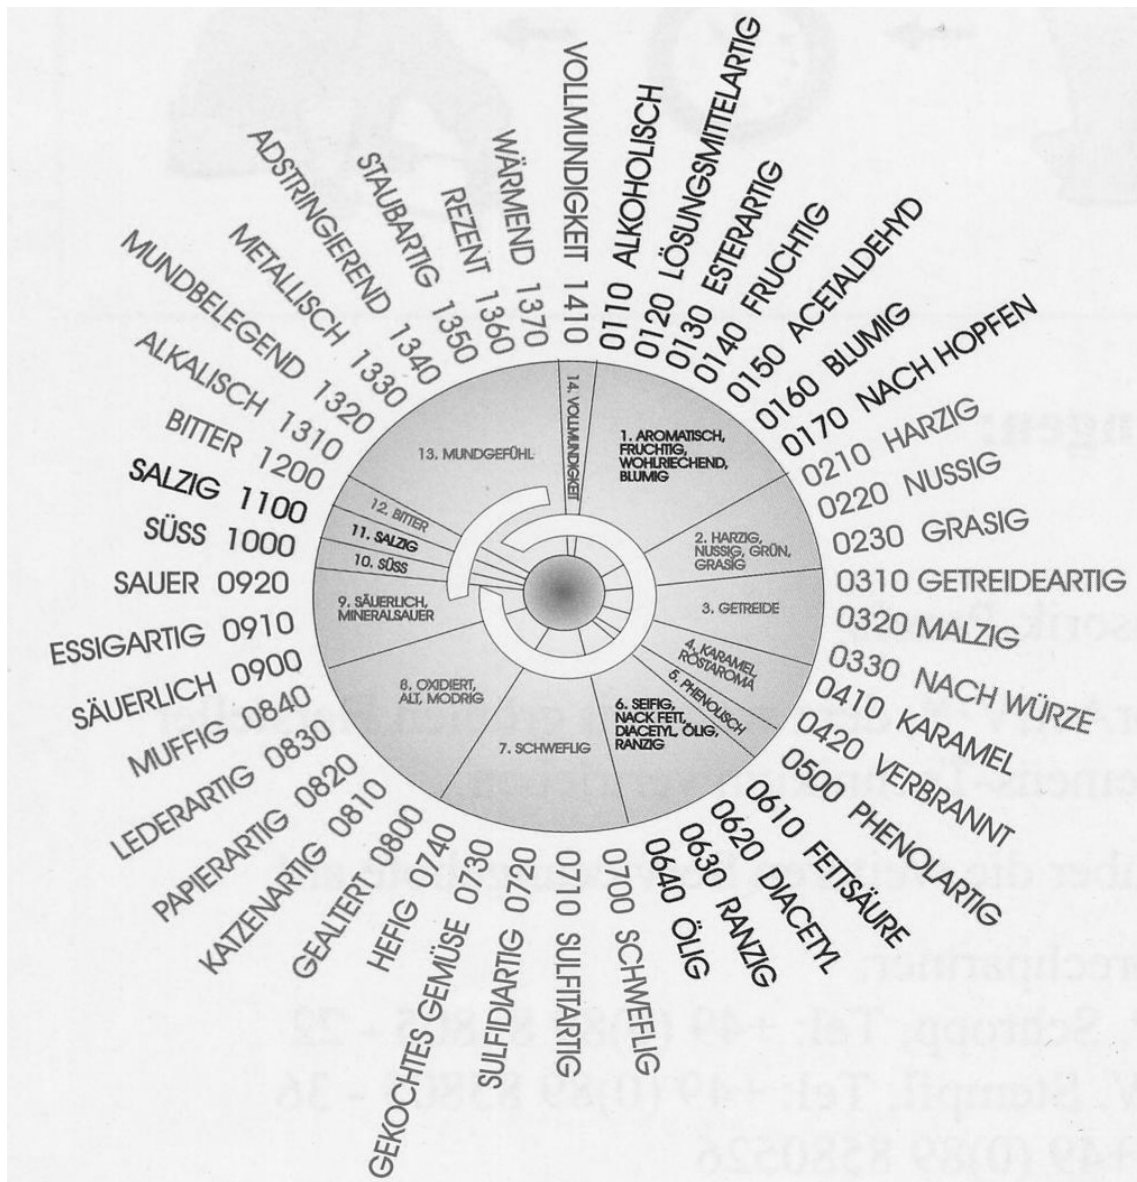 VOLLMUNDIGKEIT 1410
0110 ALKOHOLISCH
0120 LÖSUNGSMITTELARTIG
0130 ESTERARTIG
0140 FRUCHTIG
0150 ACETALDEHYD
0160 BLUMIG
0170 NACH HOPFEN
0210 HARZIG
0220 NUSSIG
0230 GRASIG
0310 GETREIDEARTIG
0320 MALZIG
0330 NACH WÜRZE
0410 KARAMEL
0420 VERBRANNT
0500 PHENOLARTIG
0610 FETTSÄURE
0620 DIACETYL
0630 RANZIG
0640 ÖLIG
0700 SCHWEFLIG
0710 SULFITARTIG
SULFIDIARTIG 0720
GEKOCHTES GEMÜSE 0730
HEFIG 0740
GEALTERT 0800
KATZENARTIG 0810
PAPIERARTIG 0820
LEDERARTIG 0830
MUFFIG 0840
SÄUERLICH 0900
ESSIGARTIG 0910
SAUER 0920
SÜSS 1000
SALZIG 1100
BITTER 1200
ALKALISCH 1310
MUNDBELEGEND 1320
METALLISCH 1330
ADSTRINGIEREND 1340
STAUBARTIG 1350
REZENT 1360
WÄRMEND 1370
1. AROMATISCH,
FRUCHTIG,
WOHLRIECHEND,
BLUMIG
2. HARZIG,
NUSSIG, GRÜN,
GRASIG
3. GETREIDE
4. KARAMEL,
RÖSTAROMA
5. PHENOLISCH
6. SEIFIG,
NACK FETT,
DIACETYL, ÖLIG,
RANZIG
7. SCHWEFLIG
8. OXIDIERT,
ALT, MODRIG
9. SÄUERLICH,
MINERALSAUER
10. SÜSS
11. SALZIG
12. BITTER
13. MUNDGEFÜHL
14. VOLLMUNDIGKEIT